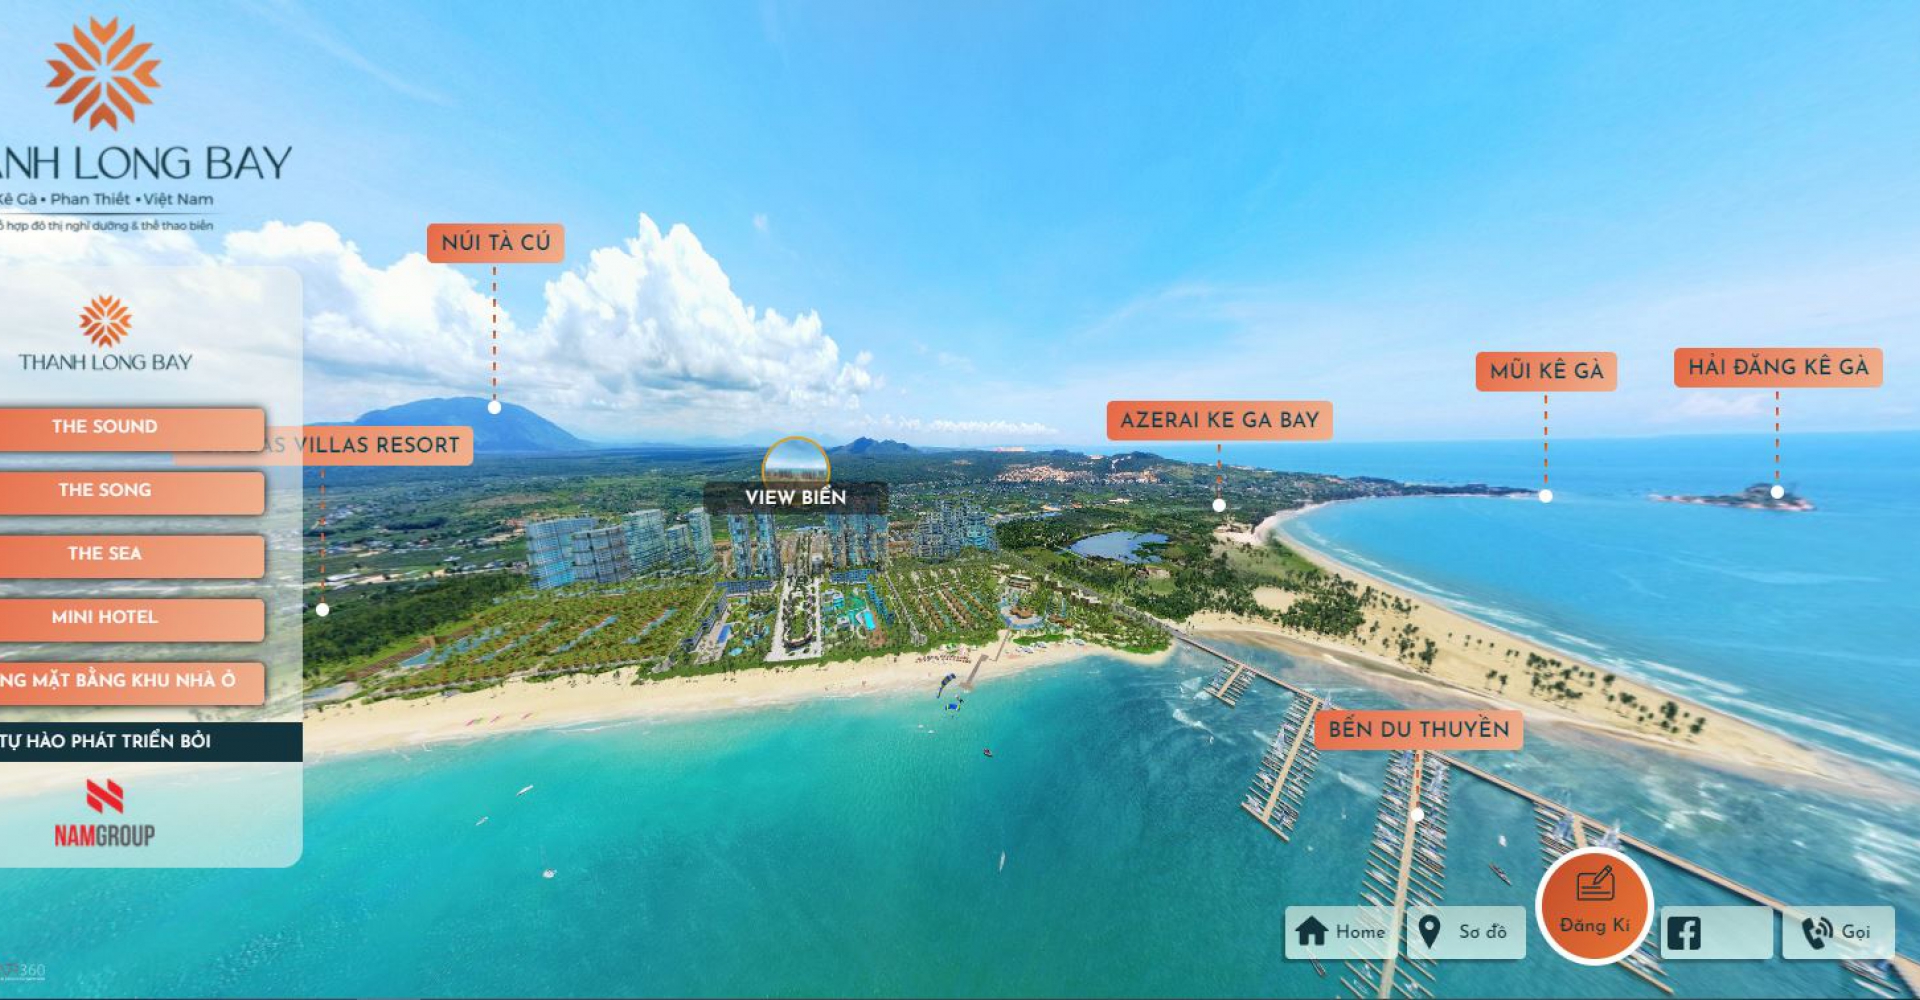 NH LONG BAY
Kê Gà • Phan Thiết • Việt Nam
hợp đô thị nghỉ dưỡng & thể thao biển
NÚI TÀ CÚ
MŨI KÊ GÀ
HẢI ĐĂNG KÊ GÀ
THANH LONG BAY
AZERAI KE GA BAY
THE SOUND
VILLAS RESORT
THE SONG
VIEW BIỂN
THE SEA
MINI HOTEL
NG MẶT BẰNG KHU NHÀ Ở
BẾN DU THUYỀN
TỰ HÀO PHÁT TRIỂN BỞI
NAMGROUP
Home
Sơ đồ
Đăng Kí
Gọi
360